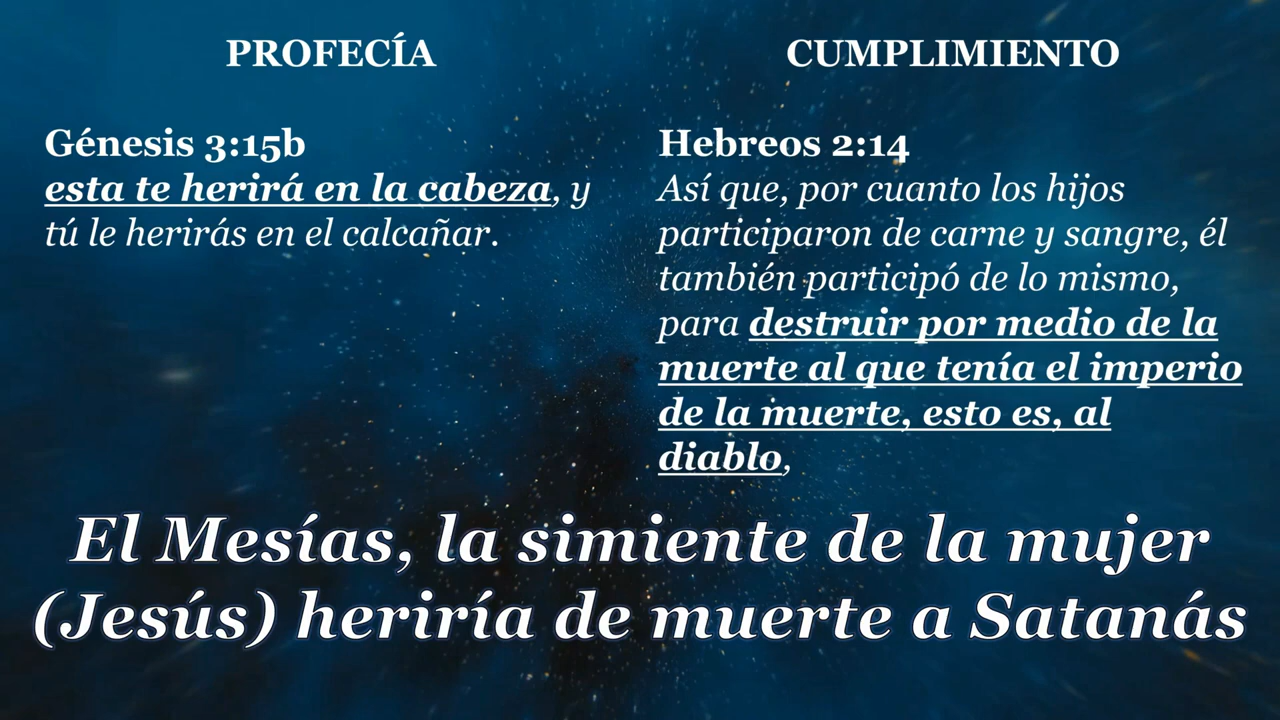 PROFECÍA
Génesis 3:15b
esta te herirá en la cabeza, y
tú le herirás en el calcañar.
CUMPLIMIENTO
Hebreos 2:14
Así que, por cuanto los hijos
participaron de carne y sangre, él
también participó de lo mismo,
para destruir por medio de la
muerte al que tenía el imperio
de la muerte, esto es, al
diablo,
El Mesías, la simiente de la mujer
(Jesús) heriría de muerte a Satanás